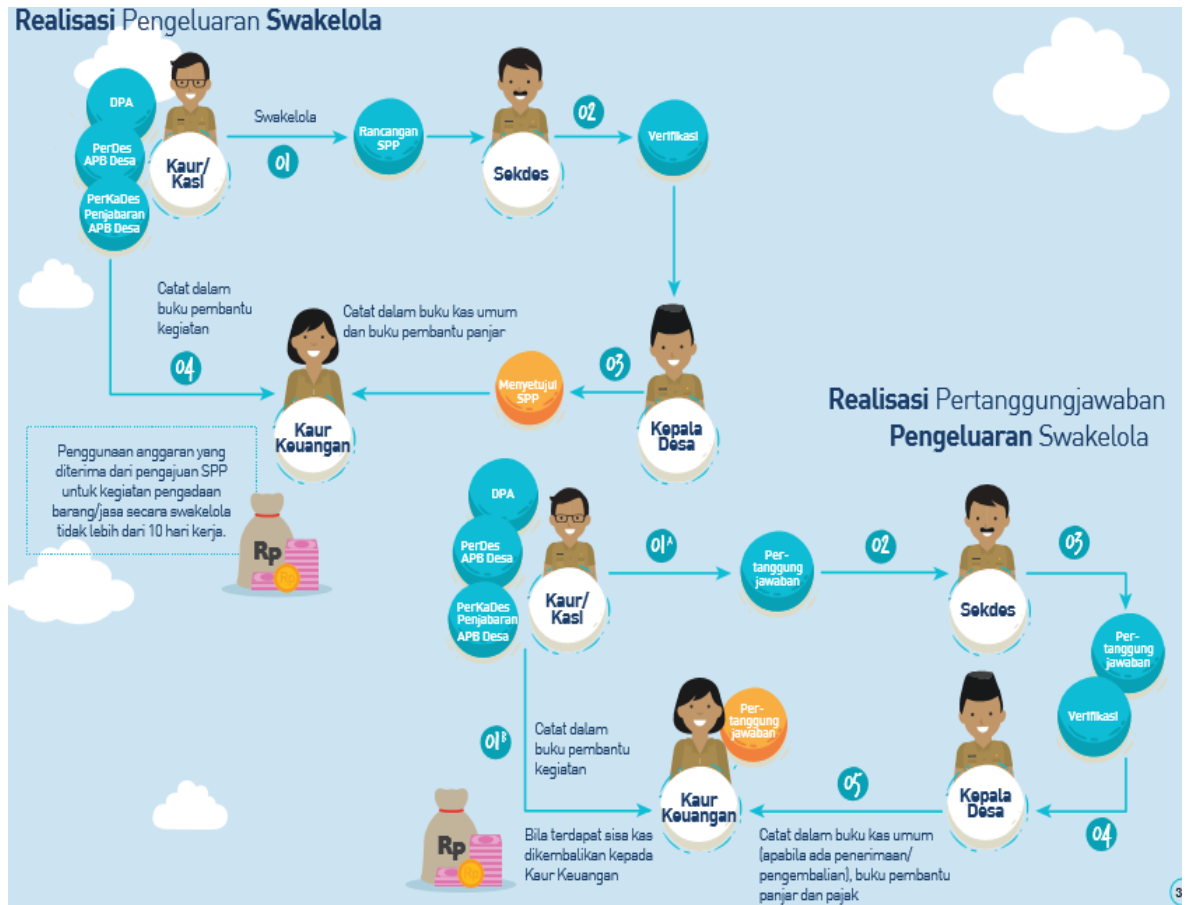 Realisasi Pengeluaran Swakelola
DPA
PerDes
APB Desa
PerKaDes
Penjabaran
APB Desa
Kaur/
Kasi
Swakelola
01
Rancangan
SPP
Sekdes
02
Verifikasi
Catat dalam
buku pembantu
kegiatan
04
Catat dalam buku kas umum
dan buku pembantu panjar
Kaur
Keuangan
Menyetujui
SPP
03
Kepala
Desa
Penggunaan anggaran yang
diterima dari pengajuan SPP
untuk kegiatan pengadaan
barang/jasa secara swakelola
tidak lebih dari 10 hari kerja.
Rp
Rp
Realisasi Pertanggungjawaban
Pengeluaran Swakelola
DPA
PerDes
APB Desa
PerKaDes
Penjabaran
APB Desa
Kaur/
Kasi
01A
Per-
tanggung
jawaban
02
Sekdes
03
Per-
tanggung
jawaban
Verifikasi
04
Kepala
Desa
05
Per-
tanggung
jawaban
Kaur
Keuangan
01B
Catat dalam
buku pembantu
kegiatan
Rp
Rp
Bila terdapat sisa kas
dikembalikan kepada
Kaur Keuangan
Catat dalam buku kas umum
(apabila ada penerimaan/
pengembalian), buku pembantu
panjar dan pajak